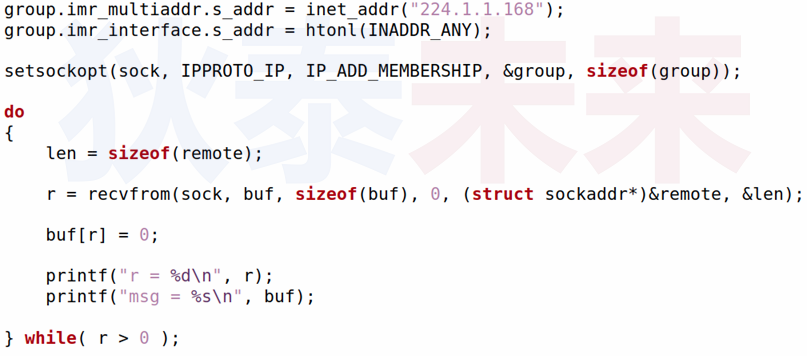 group.imr_multiaddr.s_addr = inet_addr("224.1.1.168");
group.imr_interface.s_addr = htonl(INADDR_ANY);
setsockopt(sock, IPPROTO_IP, IP_ADD_MEMBERSHIP, &group, sizeof(group));
do
{
    len = sizeof(remote);
    r = recvfrom(sock, buf, sizeof(buf), 0, (struct sockaddr*)&remote, &len);
    buf[r] = 0;
    printf("r = %d\n", r);
    printf("msg = %s\n", buf);
} while( r > 0 );
狄泰未来